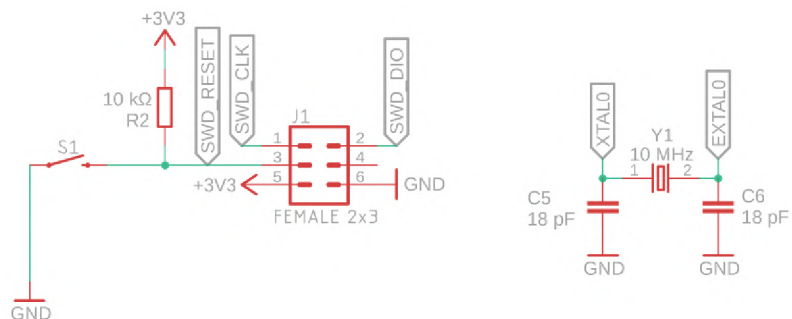 +3V3
10 kΩ
R2
S1
GND
SWD_RESET
SWD_CLK
J1
SWD_DIO
1
2
3
4
5
6
+3V3
GND
FEMALE 2x3
XTAL0
EXTAL0
Y1
10 MHz
1
2
C5
18 pF
C6
18 pF
GND
GND